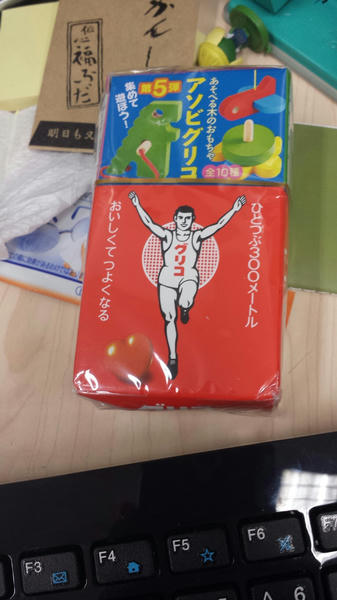 第5弾
集めて
遊ぼう！
アソビグリコ
あそべる木のおもちゃ
全10種
ひとつぶ300メートル
グリコ
おいしくてつよくなる
明日も又
F3
F4
F5
F6
F7
6